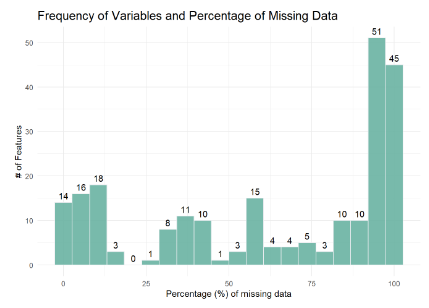 Frequency of Variables and Percentage of Missing Data
# of Features
50
40
30
20
10
0
14 16 18 3 0 1 8 11 10 1 3 15 4 4 5 3 10 10 51 45
0 25 50 75 100
Percentage (%) of missing data